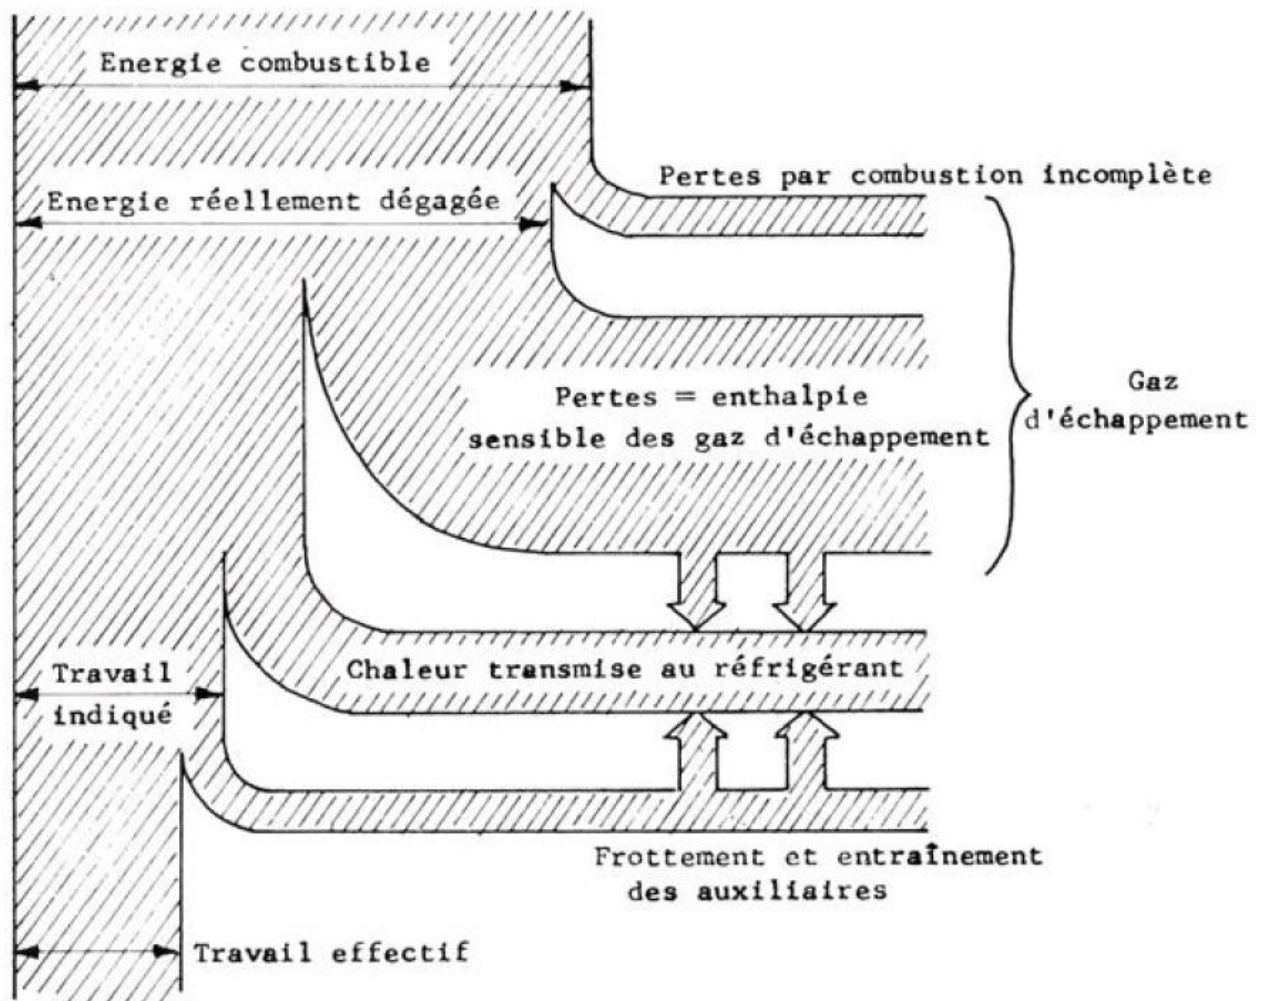 Energie combustible
Pertes par combustion incomplète
Energie réellement dégagée
Pertes = enthalpie
sensible des gaz d'échappement
Gaz
d'échappement
Travail
indiqué
Chaleur transmise au réfrigérant
Frottement et entraînement
des auxiliaires
Travail effectif